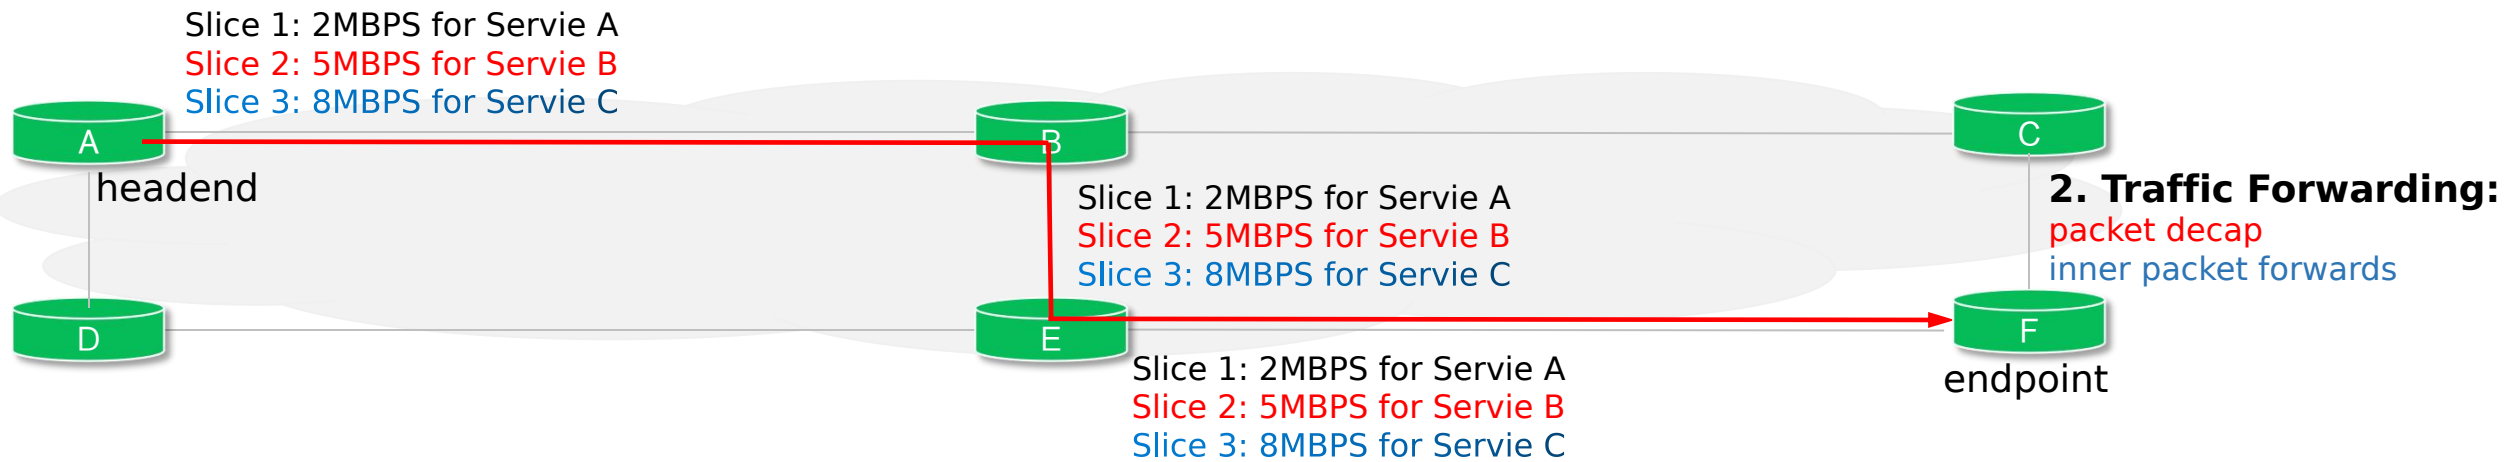 Slice 1: 2MBPS for Servie A
Slice 2: 5MBPS for Servie B
Slice 3: 8MBPS for Servie C
A
B
C
headend
2. Traffic Forwarding:
packet decap
inner packet forwards
Slice 1: 2MBPS for Servie A
Slice 2: 5MBPS for Servie B
Slice 3: 8MBPS for Servie C
D
E
F
endpoint
Slice 1: 2MBPS for Servie A
Slice 2: 5MBPS for Servie B
Slice 3: 8MBPS for Servie C